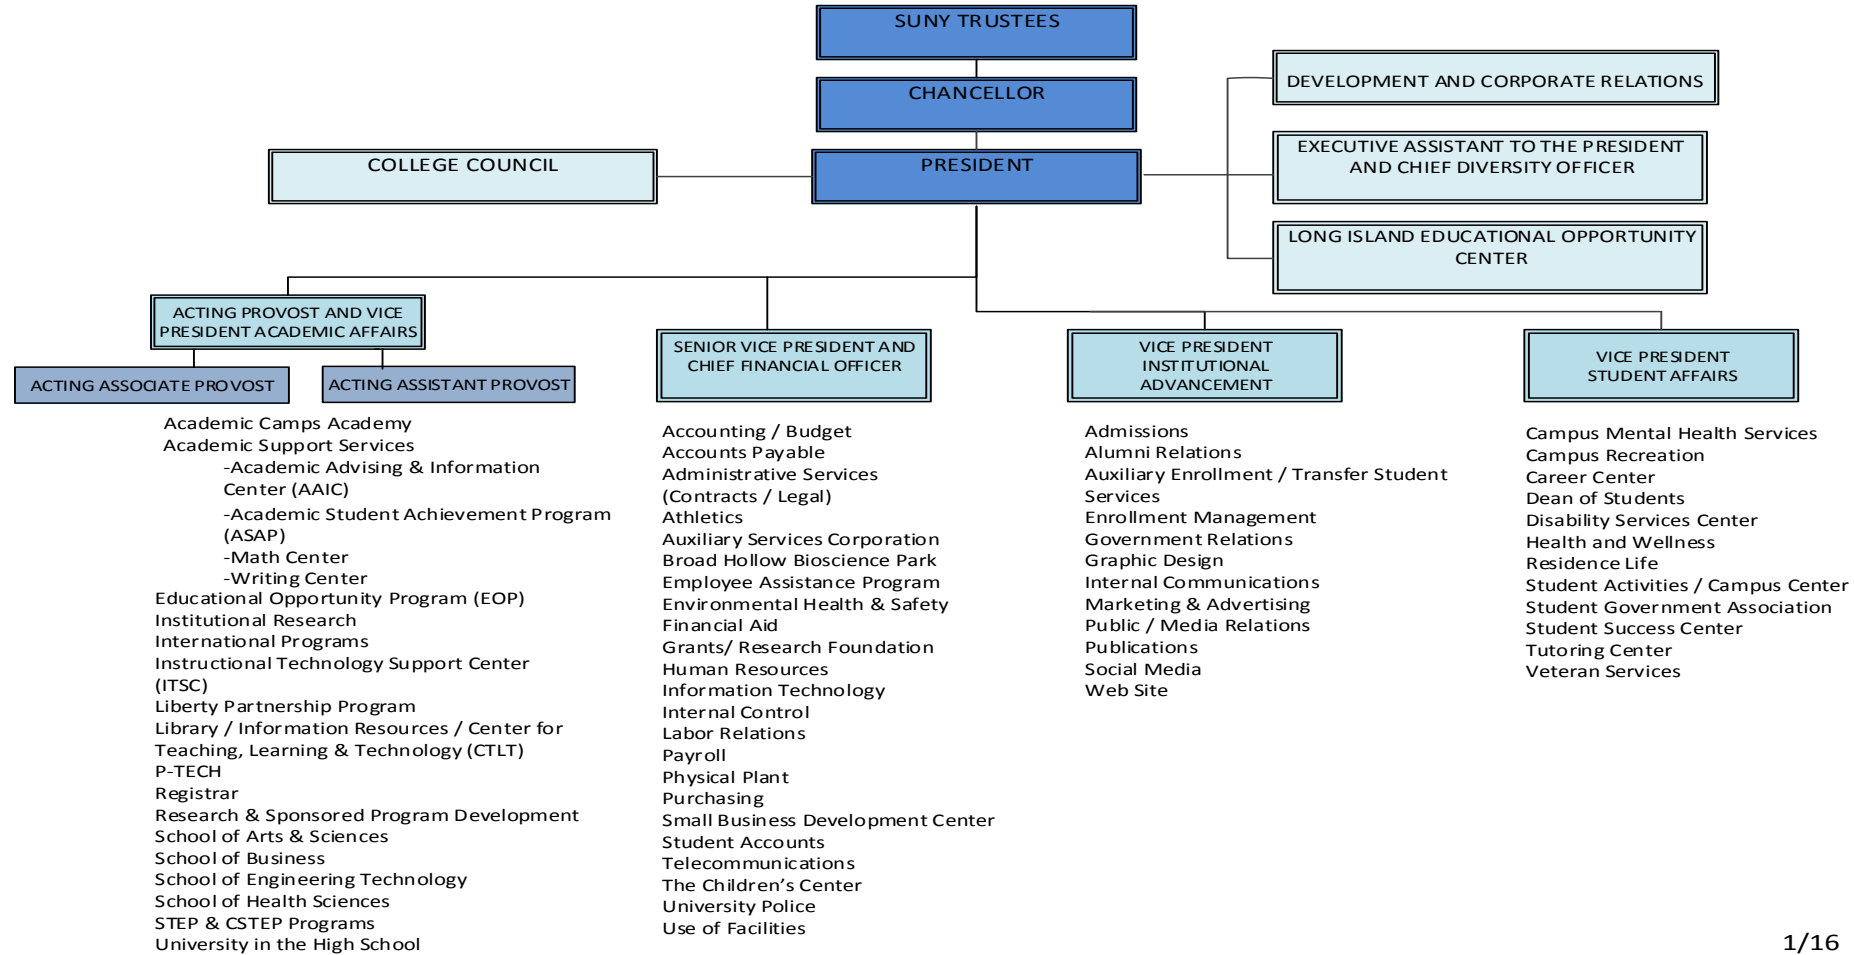 SUNY TRUSTEES
CHANCELLOR
PRESIDENT
COLLEGE COUNCIL
DEVELOPMENT AND CORPORATE RELATIONS
EXECUTIVE ASSISTANT TO THE PRESIDENT
AND CHIEF DIVERSITY OFFICER
LONG ISLAND EDUCATIONAL OPPORTUNITY
CENTER
ACTING PROVOST AND VICE
PRESIDENT ACADEMIC AFFAIRS
ACTING ASSOCIATE PROVOST
ACTING ASSISTANT PROVOST
Academic Camps Academy
Academic Support Services
-Academic Advising & Information
Center (AAIC)
-Academic Student Achievement Program
(ASAP)
-Math Center
-Writing Center
Educational Opportunity Program (EOP)
Institutional Research
International Programs
Instructional Technology Support Center
(ITSC)
Liberty Partnership Program
Library / Information Resources / Center for
Teaching, Learning & Technology (CTLT)
P-TECH
Registrar
Research & Sponsored Program Development
School of Arts & Sciences
School of Business
School of Engineering Technology
School of Health Sciences
STEP & CSTEP Programs
University in the High School
SENIOR VICE PRESIDENT AND
CHIEF FINANCIAL OFFICER
Accounting / Budget
Accounts Payable
Administrative Services
(Contracts / Legal)
Athletics
Auxiliary Services Corporation
Broad Hollow Bioscience Park
Employee Assistance Program
Environmental Health & Safety
Financial Aid
Grants/ Research Foundation
Human Resources
Information Technology
Internal Control
Labor Relations
Payroll
Physical Plant
Purchasing
Small Business Development Center
Student Accounts
Telecommunications
The Children’s Center
University Police
Use of Facilities
VICE PRESIDENT
INSTITUTIONAL
ADVANCEMENT
Admissions
Alumni Relations
Auxiliary Enrollment / Transfer Student
Services
Enrollment Management
Government Relations
Graphic Design
Internal Communications
Marketing & Advertising
Public / Media Relations
Publications
Social Media
Web Site
VICE PRESIDENT
STUDENT AFFAIRS
Campus Mental Health Services
Campus Recreation
Career Center
Dean of Students
Disability Services Center
Health and Wellness
Residence Life
Student Activities / Campus Center
Student Government Association
Student Success Center
Tutoring Center
Veteran Services
1/16